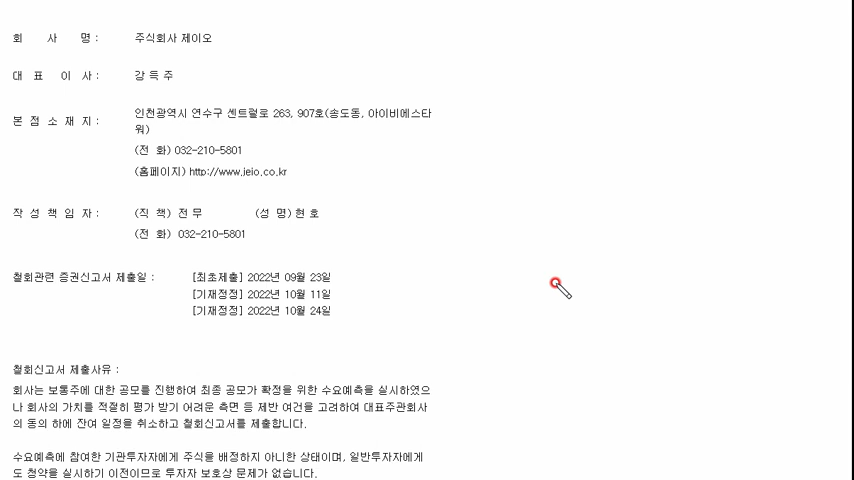 회 사 명 : 주식회사 제이오
대 표 이 사 : 강 득 주
본 점 소 재 지 : 인천광역시 연수구 센트럴로 263, 907호(송도동, 아이비에스타
워)
(전 화) 032-210-5801
(홈페이지) http://www.jeio.co.kr
작 성 책 임 자 : (직 책) 전 무 (성 명) 현 호
(전 화) 032-210-5801
철회관련 증권신고서 제출일 : [최초제출] 2022년 09월 23일
[기재정정] 2022년 10월 11일
[기재정정] 2022년 10월 24일
철회신고서 제출사유 :
회사는 보통주에 대한 공모를 진행하여 최종 공모가 확정을 위한 수요예측을 실시하였으
나 회사의 가치를 적절히 평가 받기 어려운 측면 등 제반 여건을 고려하여 대표주관회사
의 동의 하에 잔여 일정을 취소하고 철회신고서를 제출합니다.
수요예측에 참여한 기관투자자에게 주식을 배정하지 아니한 상태이며, 일반투자자에게
도 청약을 실시하기 이전이므로 투자자 보호상 문제가 없습니다.